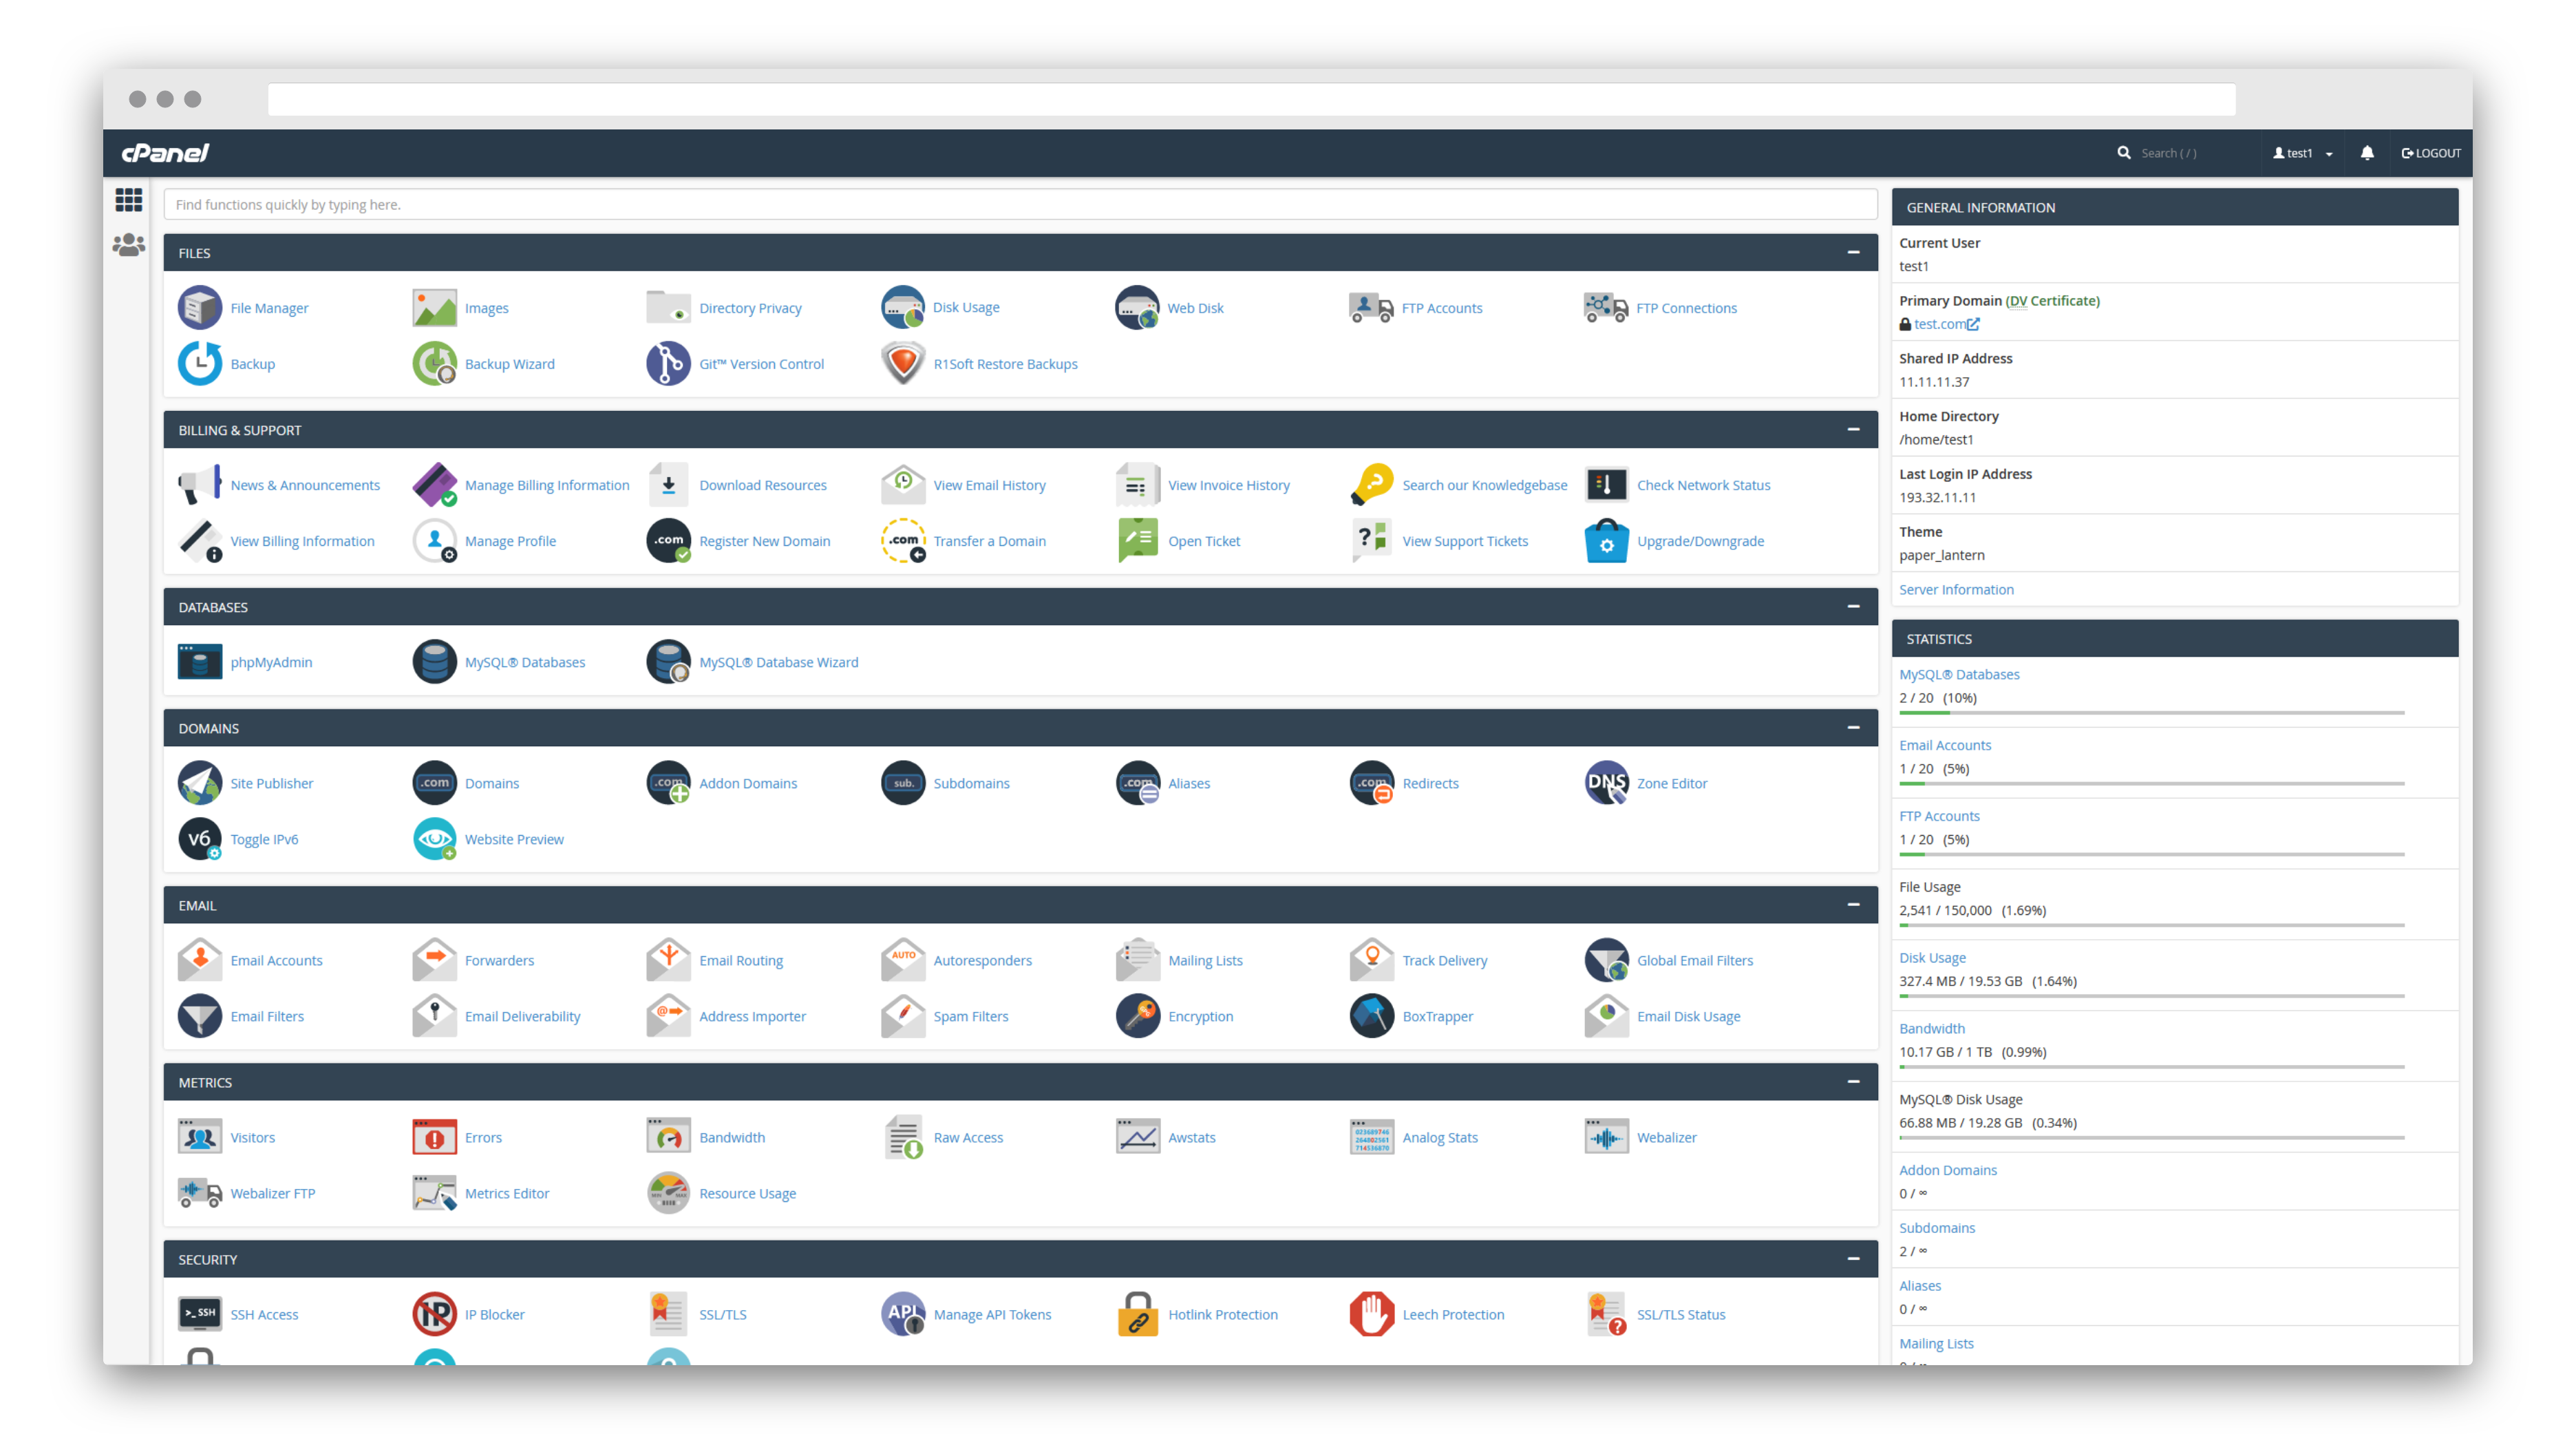 cPanel
Search ( / )
test1
LOGOUT
Find functions quickly by typing here.
FILES
File Manager
Images
Directory Privacy
Disk Usage
Web Disk
FTP Accounts
FTP Connections
Backup
Backup Wizard
Git™ Version Control
R1Soft Restore Backups
BILLING & SUPPORT
News & Announcements
Manage Billing Information
Download Resources
View Email History
View Invoice History
Search our Knowledgebase
Check Network Status
View Billing Information
Manage Profile
.com
Register New Domain
.com
Transfer a Domain
Open Ticket
View Support Tickets
Upgrade/Downgrade
DATABASES
phpMyAdmin
MySQL® Databases
MySQL® Database Wizard
DOMAINS
Site Publisher
.com
Domains
.com
Addon Domains
sub.
Subdomains
.com
Aliases
.com
Redirects
DNS
Zone Editor
v6
Toggle IPv6
Website Preview
EMAIL
Email Accounts
Forwarders
Email Routing
AUTO
Autoresponders
Mailing Lists
Track Delivery
Global Email Filters
Email Filters
Email Deliverability
Address Importer
Spam Filters
Encryption
BoxTrapper
Email Disk Usage
METRICS
Visitors
Errors
Bandwidth
Raw Access
Awstats
Analog Stats
Webalizer
Webalizer FTP
Metrics Editor
Resource Usage
SECURITY
>_SSH
SSH Access
IP
IP Blocker
SSL/TLS
API
Manage API Tokens
Hotlink Protection
Leech Protection
SSL/TLS Status
GENERAL INFORMATION
Current User
test1
Primary Domain (DV Certificate)
test.com
Shared IP Address
11.11.11.37
Home Directory
/home/test1
Last Login IP Address
193.32.11.11
Theme
paper_lantern
Server Information
STATISTICS
MySQL® Databases
2 / 20 (10%)
Email Accounts
1 / 20 (5%)
FTP Accounts
1 / 20 (5%)
File Usage
2,541 / 150,000 (1.69%)
Disk Usage
327.4 MB / 19.53 GB (1.64%)
Bandwidth
10.17 GB / 1 TB (0.99%)
MySQL® Disk Usage
66.88 MB / 19.28 GB (0.34%)
Addon Domains
0 / ∞
Subdomains
2 / ∞
Aliases
0 / ∞
Mailing Lists